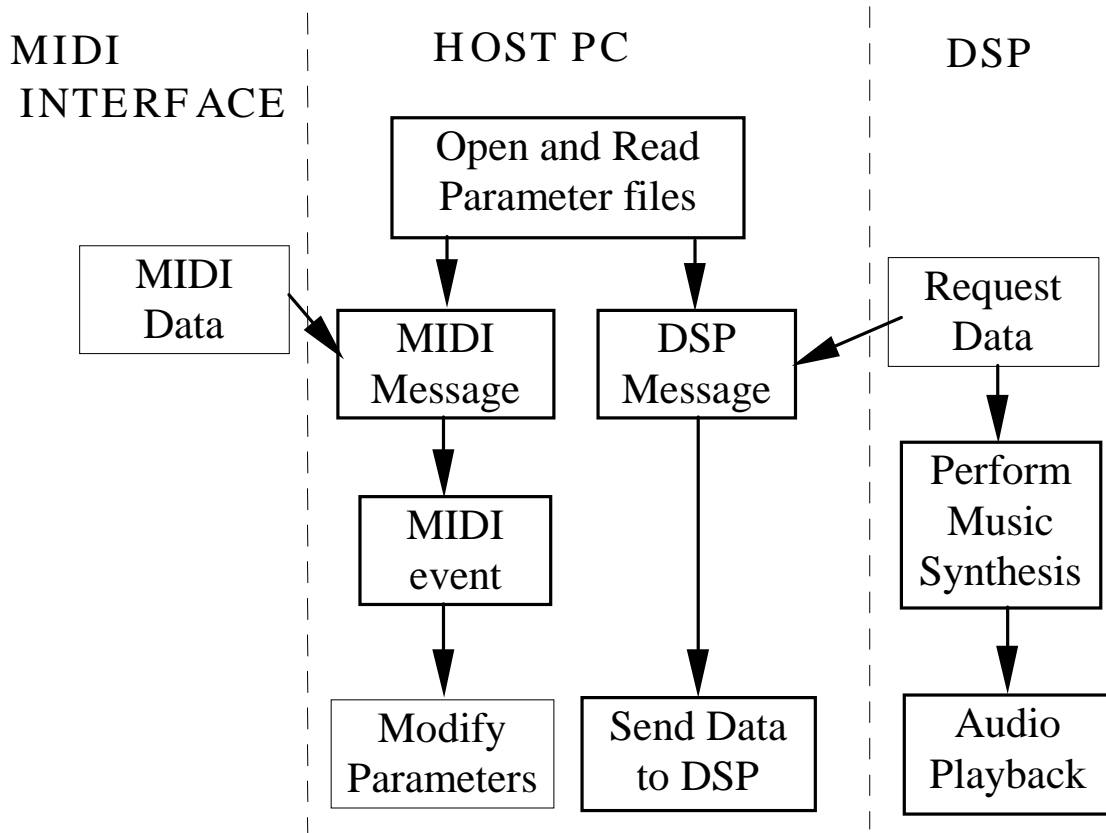 MIDI
INTERFACE
HOST PC
DSP
Open and Read
Parameter files
MIDI
Data
MIDI
Message
DSP
Message
Request
Data
MIDI
event
Perform
Music
Synthesis
Modify
Parameters
Send Data
to DSP
Audio
Playback